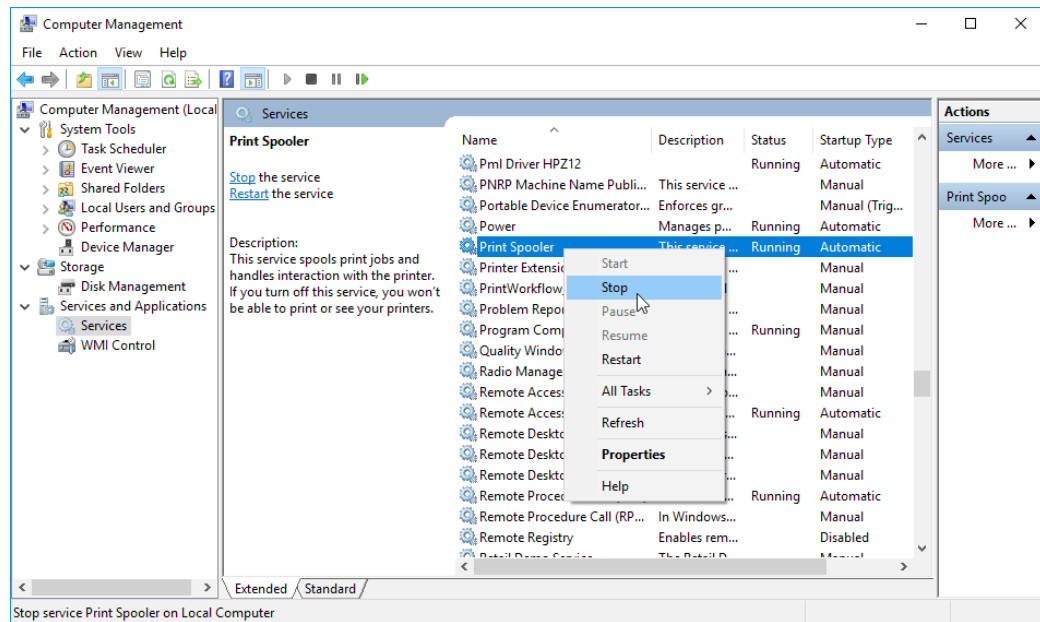 Computer Management
File Action View Help
Computer Management (Local
System Tools
Task Scheduler
Event Viewer
Shared Folders
Local Users and Groups
Performance
Device Manager
Storage
Disk Management
Services and Applications
Services
WMI Control
Services
Print Spooler
Stop the service
Restart the service
Description:
This service spools print jobs and
handles interaction with the printer.
If you turn off this service, you won't
be able to print or see your printers.
Name Description Status Startup Type
Pml Driver HPZ12 Running Automatic
PNRP Machine Name Publi... This service ... Manual
Portable Device Enumerator... Enforces gr... Manual (Trig...
Power Manages p... Running Automatic
Print Spooler This service ... Running Automatic
Printer Extensi ... Manual
PrintWorkflow_ Manual
Problem Repo ... Manual
Program Comp ... Running Manual
Quality Windo ... Manual
Radio Manage ... Manual
Remote Access ... Manual
Remote Access ... Running Automatic
Remote Deskto ... Manual
Remote Deskto ... Manual
Remote Deskto ... Manual
Remote Proced ... Running Automatic
Remote Procedure Call (RP... In Windows... Manual
Remote Registry Enables rem... Disabled
Start
Stop
Pause
Resume
Restart
All Tasks
Refresh
Properties
Help
Extended Standard
Actions
Services
More ...
Print Spoo
More ...
Stop service Print Spooler on Local Computer